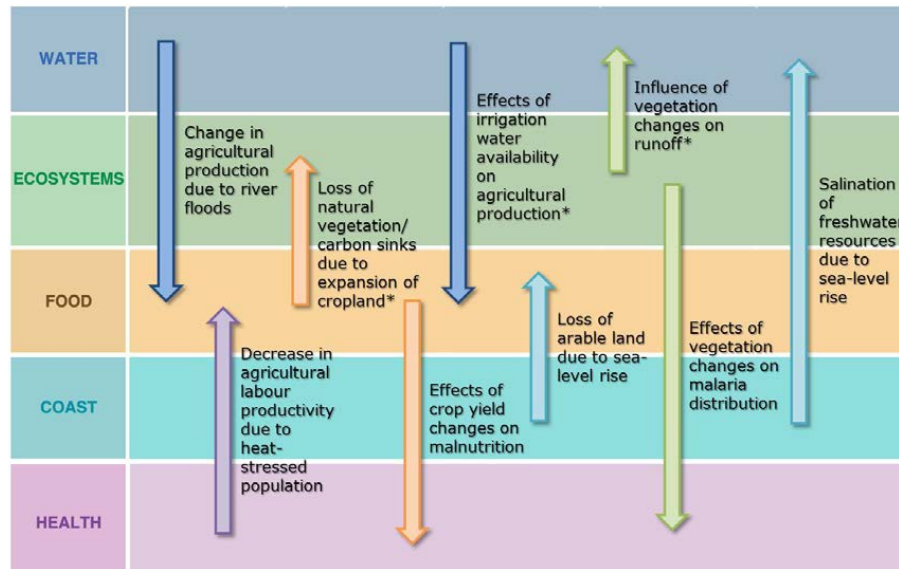 WATER
ECOSYSTEMS
FOOD
COAST
HEALTH
Change in
agricultural
production
due to river
floods
Loss of
natural
vegetation/
carbon sinks
due to
expansion of
cropland*
Decrease in
agricultural
labour
productivity
due to
heat-
stressed
population
Effects of
crop yield
changes on
malnutrition
Effects of
irrigation
water
availability
on
agricultural
production*
Loss of
arable land
due to sea-
level rise
Influence of
vegetation
changes on
runoff*
Effects of
vegetation
changes on
malaria
distribution
Salination
of
freshwater
resources
due to
sea-level
rise